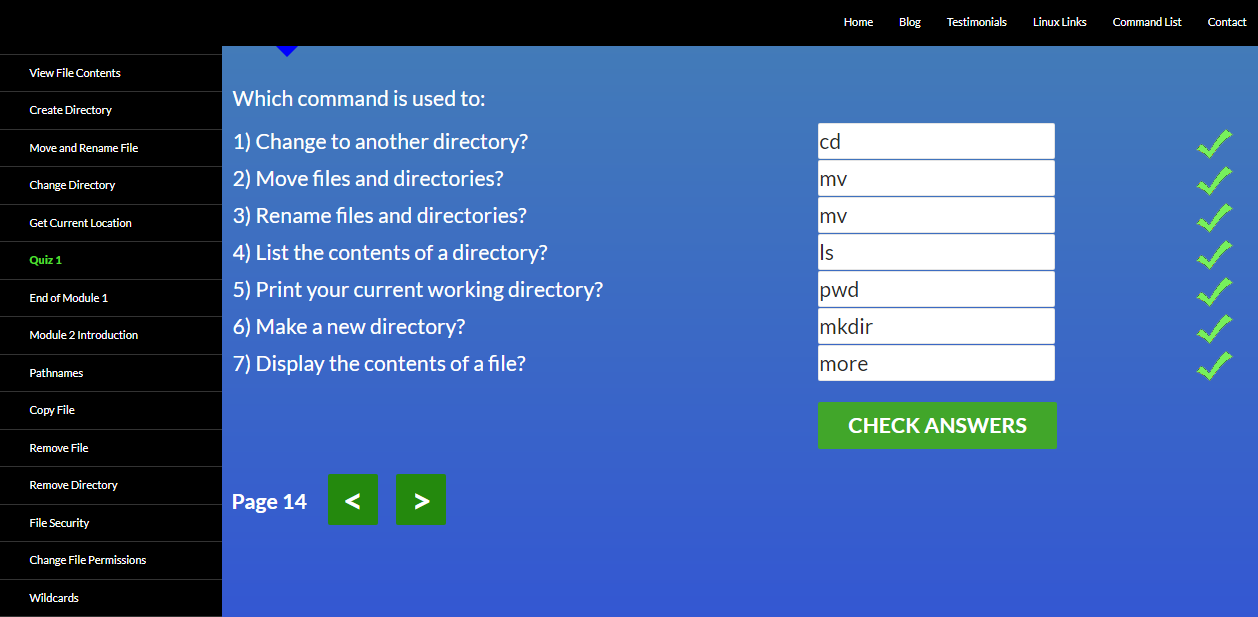 Home Blog Testimonials Linux Links Command List Contact
View File Contents
Create Directory
Move and Rename File
Change Directory
Get Current Location
Quiz 1
End of Module 1
Module 2 Introduction
Pathnames
Copy File
Remove File
Remove Directory
File Security
Change File Permissions
Wildcards
Which command is used to:
1) Change to another directory? cd
2) Move files and directories? mv
3) Rename files and directories? mv
4) List the contents of a directory? ls
5) Print your current working directory? pwd
6) Make a new directory? mkdir
7) Display the contents of a file? more
CHECK ANSWERS
Page 14 < >